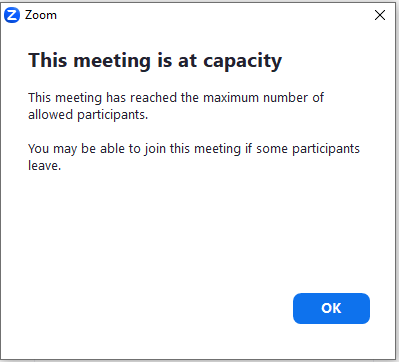 Zoom
This meeting is at capacity
This meeting has reached the maximum number of
allowed participants.
You may be able to join this meeting if some participants
leave.
OK